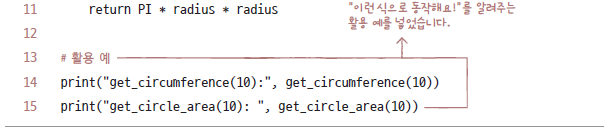 11 return PI * radius * radius
"이런 식으로 동작해요!"를 알려주는
활용 예를 넣었습니다.
12
13 # 활용 예
14 print("get_circumference(10):", get_circumference(10))
15 print("get_circle_area(10): ", get_circle_area(10))